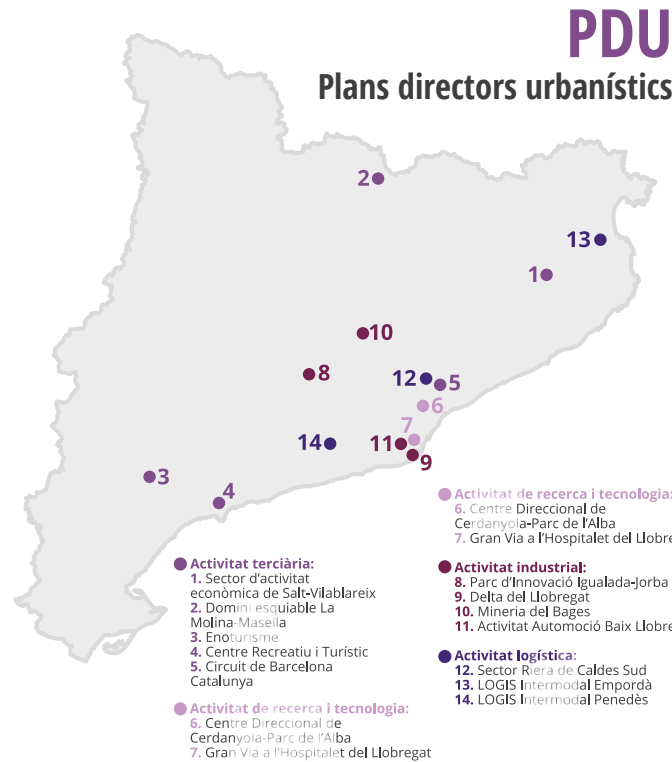 PDU
Plans directors urbanístics
2
13
1
10
8
12
5
6
7
14
11
9
3
4
Activitat terciària:
1. Sector d'activitat
econòmica de Salt-Vilablareix
2. Domini esquiable La
Molina-Masella
3. Enoturisme
4. Centre Recreatiu i Turístic
5. Circuit de Barcelona
Catalunya
Activitat de recerca i tecnologia:
6. Centre Direccional de
Cerdanyola-Parc de l'Alba
7. Gran Via a l'Hospitalet del Llobregat
Activitat de recerca i tecnologia:
6. Centre Direccional de
Cerdanyola-Parc de l'Alba
7. Gran Via a l'Hospitalet del Llobre
Activitat industrial:
8. Parc d'Innovació Igualada-Jorba
9. Delta del Llobregat
10. Mineria del Bages
11. Activitat Automoció Baix Llobre
Activitat logística:
12. Sector Riera de Caldes Sud
13. LOGIS Intermodal Empordà
14. LOGIS Intermodal Penedès